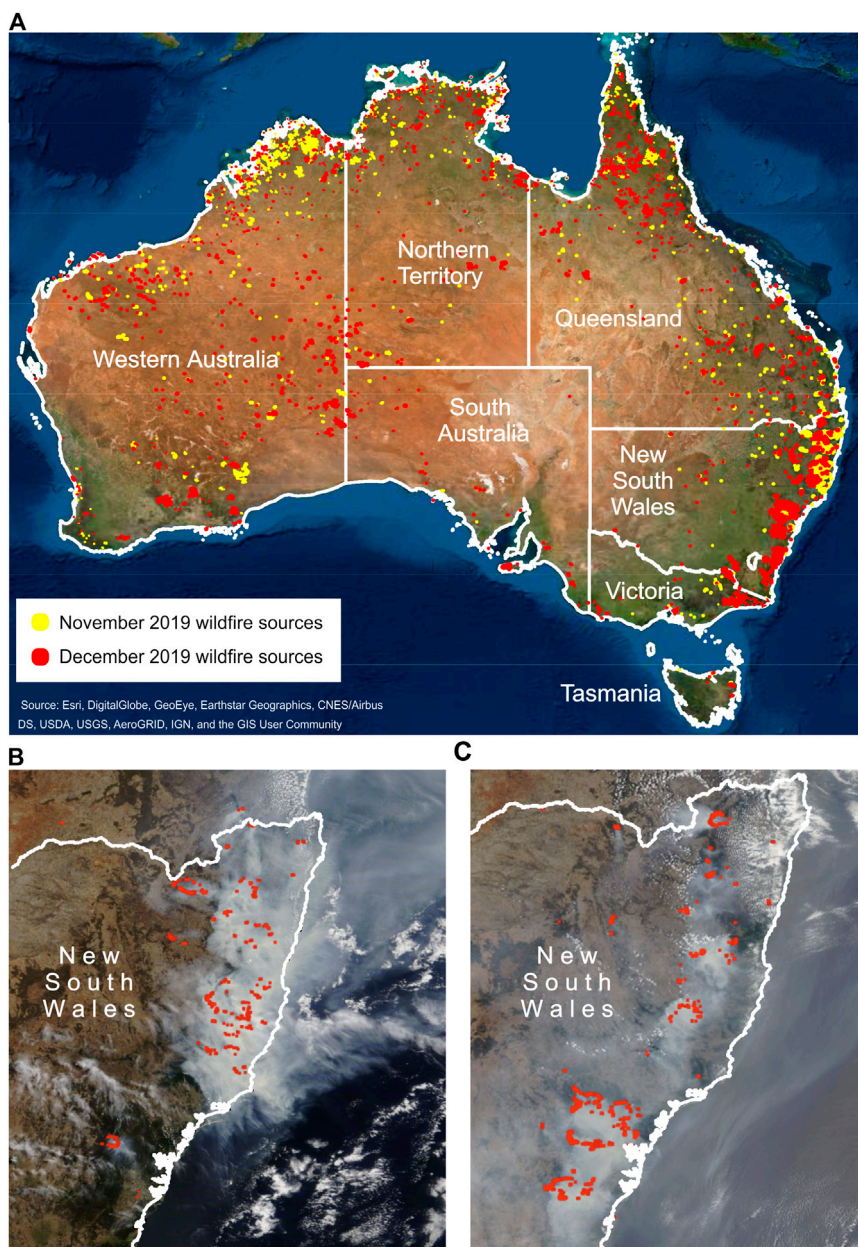 A
Northern
Territory
Queensland
Western Australia
South
Australia
New
South
Wales
Victoria
November 2019 wildfire sources
December 2019 wildfire sources
Tasmania
Source: Esri, DigitalGlobe, GeoEye, Earthstar Geographics, CNES/Airbus
DS, USDA, USGS, AeroGRID, IGN, and the GIS User Community
B
New
South
Wales
C
New
South
Wales